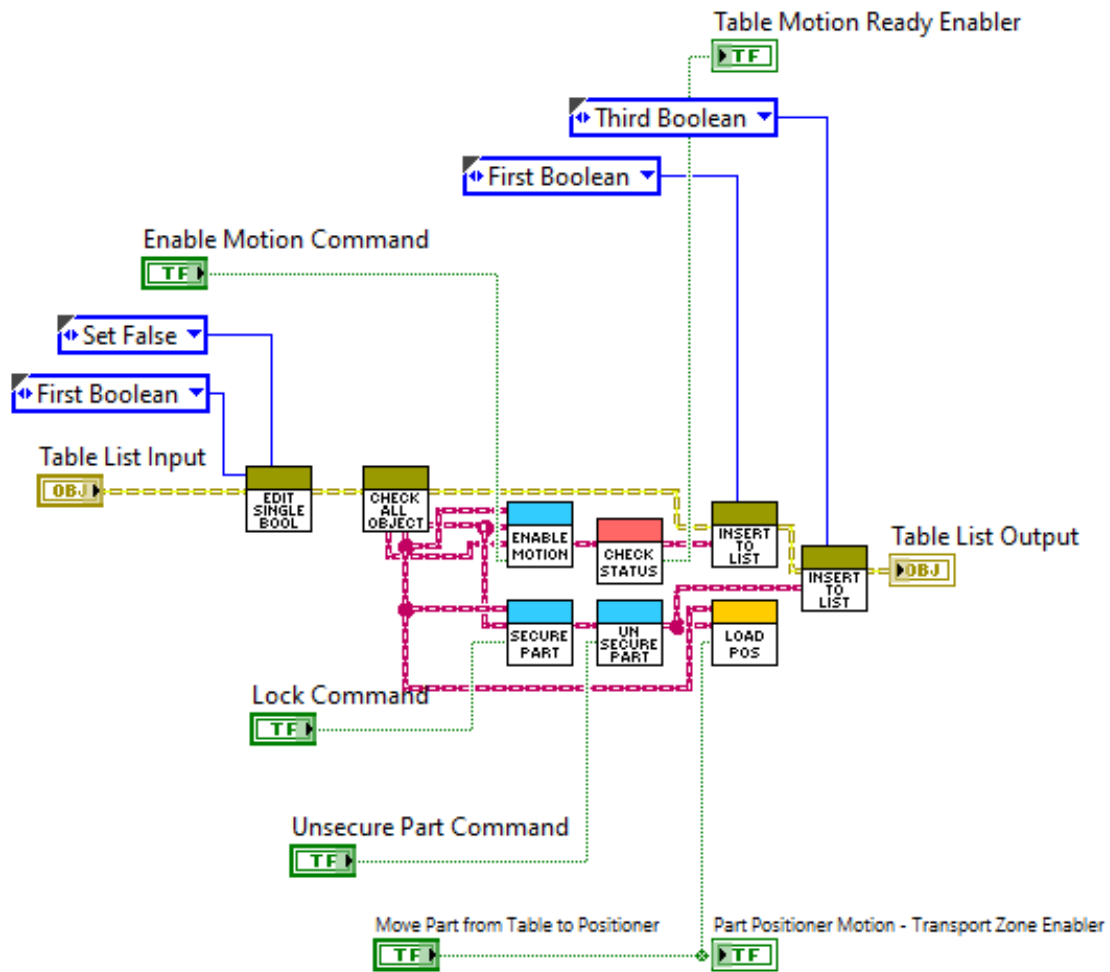 Table Motion Ready Enabler
TF
Third Boolean
First Boolean
Enable Motion Command
TF
Set False
First Boolean
Table List Input
OBJ
EDIT
SINGLE
BOOL
CHECK
ALL
OBJECT
ENABLE
MOTION
CHECK
STATUS
INSERT
TO
LIST
Table List Output
OBJ
INSERT
TO
LIST
SECURE
PART
UN
SECURE
PART
LOAD
POS
Lock Command
TF
Unsecure Part Command
TF
Move Part from Table to Positioner
TF
Part Positioner Motion - Transport Zone Enabler
TF